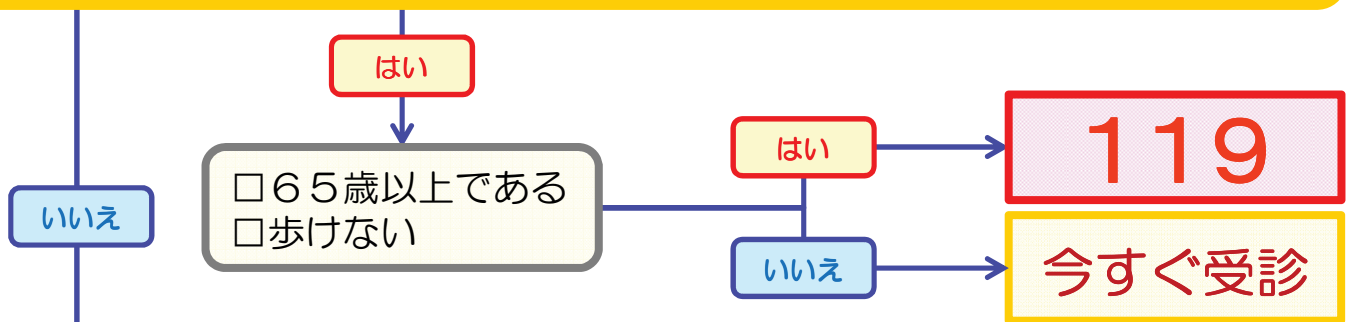 はい
はい
119
□65歳以上である
□歩けない
いいえ
いいえ
今すぐ受診